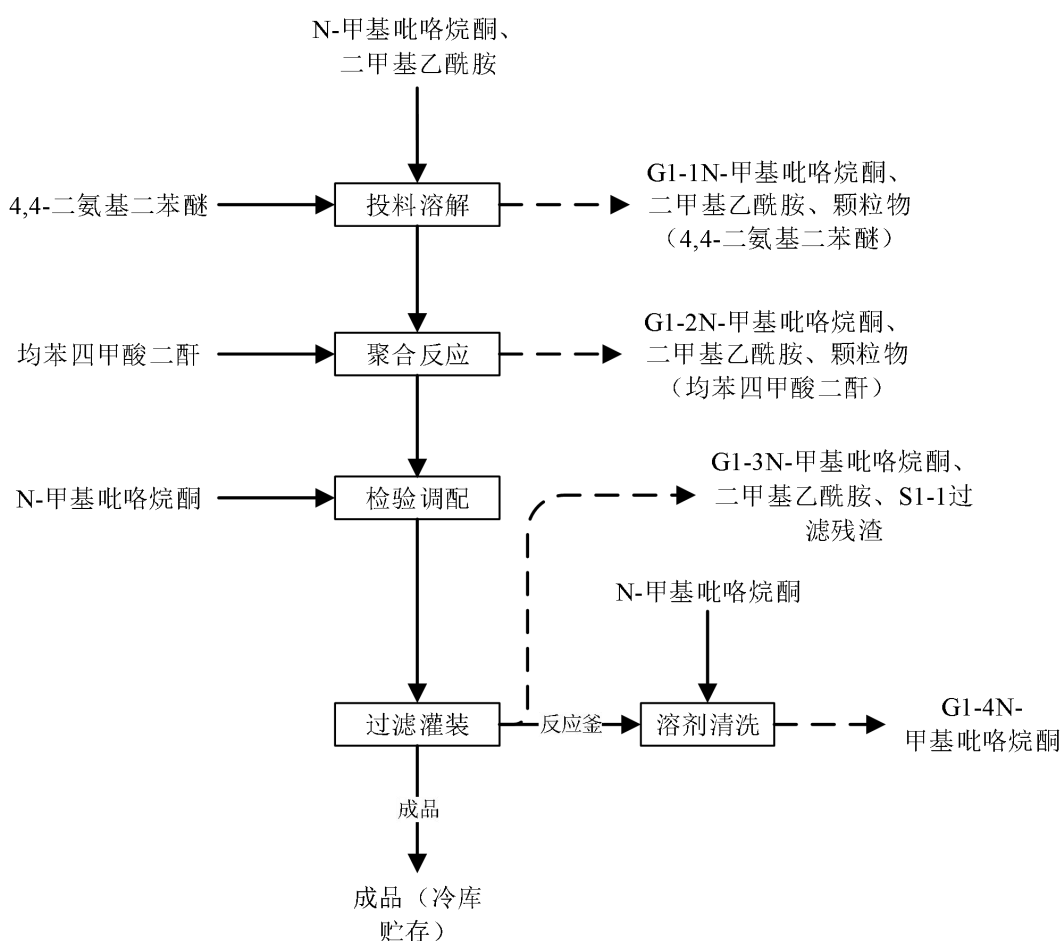 N-甲基吡咯烷酮、
二甲基乙酰胺
4,4-二氨基二苯醚
投料溶解
G1-1N-甲基吡咯烷酮、
二甲基乙酰胺、颗粒物
（4,4-二氨基二苯醚）
均苯四甲酸二酐
聚合反应
G1-2N-甲基吡咯烷酮、
二甲基乙酰胺、颗粒物
（均苯四甲酸二酐）
N-甲基吡咯烷酮
检验调配
G1-3N-甲基吡咯烷酮、
二甲基乙酰胺、S1-1过
滤残渣
N-甲基吡咯烷酮
过滤灌装
反应釜
溶剂清洗
G1-4N-
甲基吡咯烷酮
成品
成品（冷库
贮存）